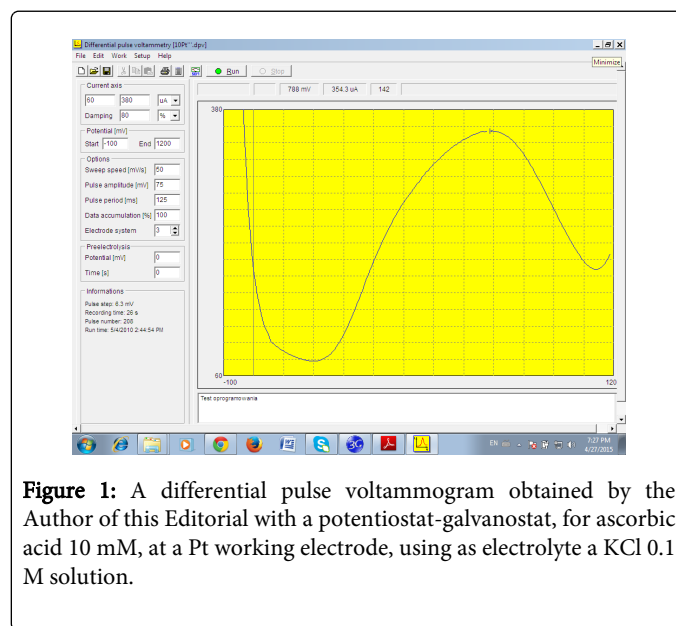 Differential pulse voltammetry [10Pt''.dpv]
File Edit Work Setup Help
Minimize
Run Stop
788 mV 354.3 uA 142
Current axis
60 380 uA
Damping 80 %
Potential [mV]
Start -100 End 1200
Options
Sweep speed [mV/s] 50
Pulse amplitude [mV] 75
Pulse period [ms] 125
Data accumulation [%] 100
Electrode system 3
Preelectrolysis
Potential [mV] 0
Time [s] 0
Informations
Pulse step: 6.3 mV
Recording time: 26 s
Pulse number: 208
Run time: 5/4/2010 2:44:54 PM
380
60
-100 120
Test oprogramowania
EN 7:27 PM
4/27/2015
Figure 1: A differential pulse voltammogram obtained by the
Author of this Editorial with a potentiostat-galvanostat, for ascorbic
acid 10 mM, at a Pt working electrode, using as electrolyte a KCl 0.1
M solution.